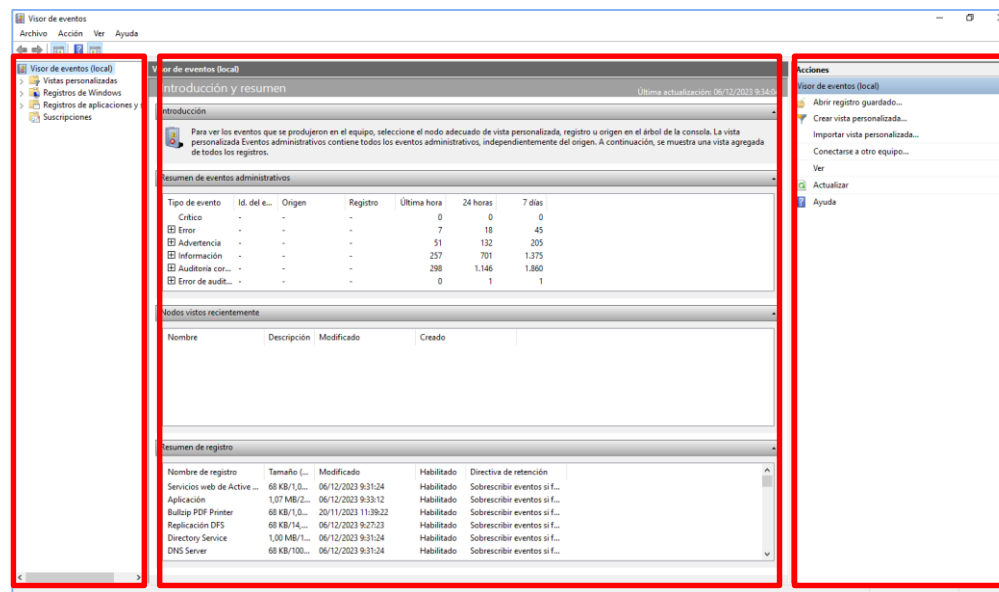 Visor de eventos
Archivo Acción Ver Ayuda
Visor de eventos (local)
Vistas personalizadas
Registros de Windows
Registros de aplicaciones y s
Suscripciones
Visor de eventos (local)
Introducción y resumen Última actualización: 06/12/2023 9:34:04
Introducción
Para ver los eventos que se produjeron en el equipo, seleccione el nodo adecuado de vista personalizada, registro u origen en el árbol de la consola. La vista
personalizada Eventos administrativos contiene todos los eventos administrativos, independientemente del origen. A continuación, se muestra una vista agregada
de todos los registros.
Resumen de eventos administrativos
Tipo de evento Id. del e... Origen Registro Última hora 24 horas 7 días
Crítico - - - 0 0 0
Error - - - 7 18 45
Advertencia - - - 51 132 205
Información - - - 257 701 1.375
Auditoría cor... - - - 298 1.146 1.860
Error de audit... - - - 0 1 1
Nodos vistos recientemente
Nombre Descripción Modificado Creado
Resumen de registro
Nombre de registro Tamaño (... Modificado Habilitado Directiva de retención
Servicios web de Active ... 68 KB/1,0... 06/12/2023 9:31:24 Habilitado Sobrescribir eventos si f...
Aplicación 1,07 MB/2... 06/12/2023 9:33:12 Habilitado Sobrescribir eventos si f...
Bullzip PDF Printer 68 KB/1,0... 20/11/2023 11:39:22 Habilitado Sobrescribir eventos si f...
Replicación DFS 68 KB/14,... 06/12/2023 9:27:23 Habilitado Sobrescribir eventos si f...
Directory Service 1,00 MB/1... 06/12/2023 9:31:24 Habilitado Sobrescribir eventos si f...
DNS Server 68 KB/100... 06/12/2023 9:31:24 Habilitado Sobrescribir eventos si f...
Acciones
Visor de eventos (local)
Abrir registro guardado...
Crear vista personalizada...
Importar vista personalizada...
Conectarse a otro equipo...
Ver
Actualizar
Ayuda